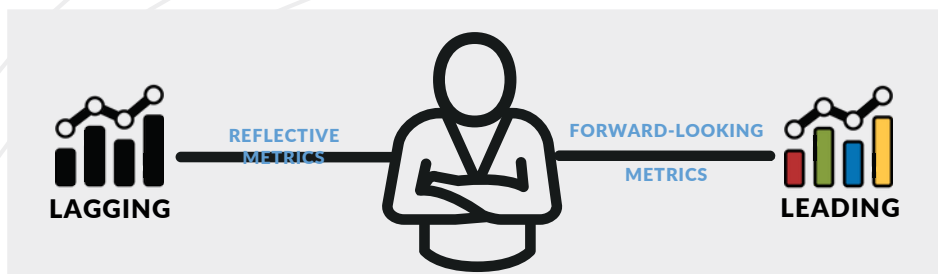 REFLECTIVE
METRICS
LAGGING
FORWARD-LOOKING
METRICS
LEADING